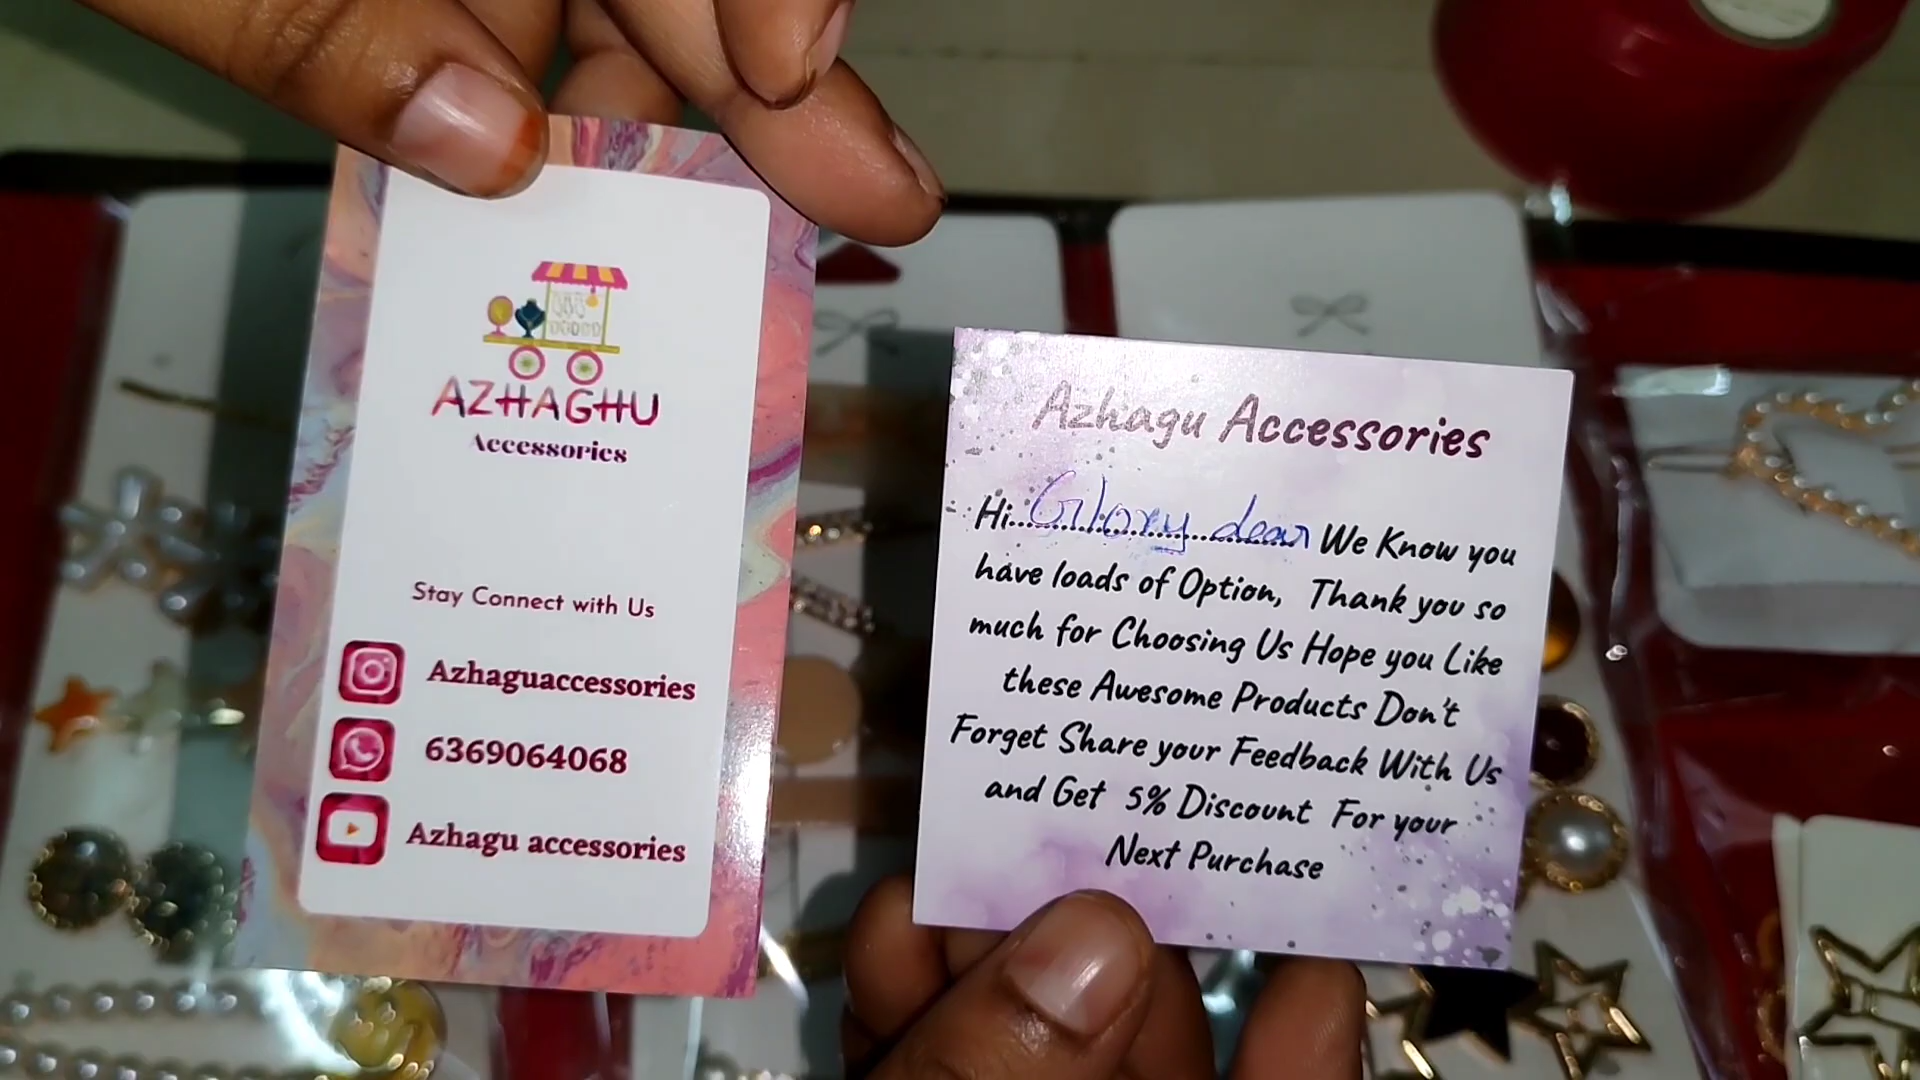 AZHAGHU
Accessories
Stay Connect with Us
Azhaguaccessories
6369064068
Azhagu accessories
Azhagu Accessories
Hi..Glory dear We Know you
have loads of Option, Thank you so
much for Choosing Us Hope you Like
these Awesome Products Don't
Forget Share your Feedback With Us
and Get 5% Discount For your
Next Purchase